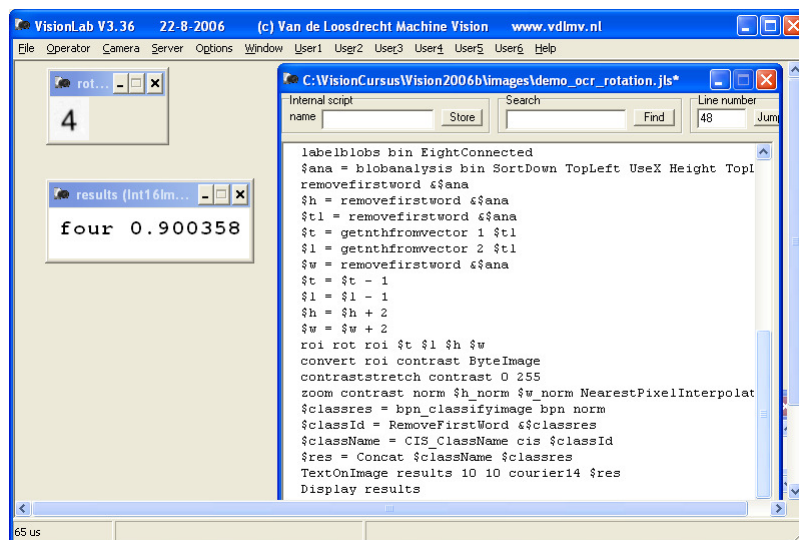 VisionLab V3.36 22-8-2006 (c) Van de Loosdrecht Machine Vision www.vdlmv.nl
File Operator Camera Server Options Window User1 User2 User3 User4 User5 User6 Help
rot...
4
results (Int16Im...
four 0.900358
C:\VisionCursus\Vision2006b\images\demo_ocr_rotation.jls*
Internal script
name
Store
Search
Find
Line number
48
Jump
labelblobs bin EightConnected
$ana = blobanalysis bin SortDown TopLeft UseX Height TopL
removefirstword &$ana
$h = removefirstword &$ana
$tl = removefirstword &$ana
$t = getnthfromvector 1 $tl
$l = getnthfromvector 2 $tl
$w = removefirstword &$ana
$t = $t - 1
$l = $l - 1
$h = $h + 2
$w = $w + 2
roi rot roi $t $l $h $w
convert roi contrast ByteImage
contraststretch contrast 0 255
zoom contrast norm $h_norm $w_norm NearestPixelInterpolat
$classres = bpn_classifyimage bpn norm
$classId = RemoveFirstWord &$classres
$className = CIS_ClassName cis $classId
$res = Concat $className $classres
TextOnImage results 10 10 courier14 $res
Display results
65 us